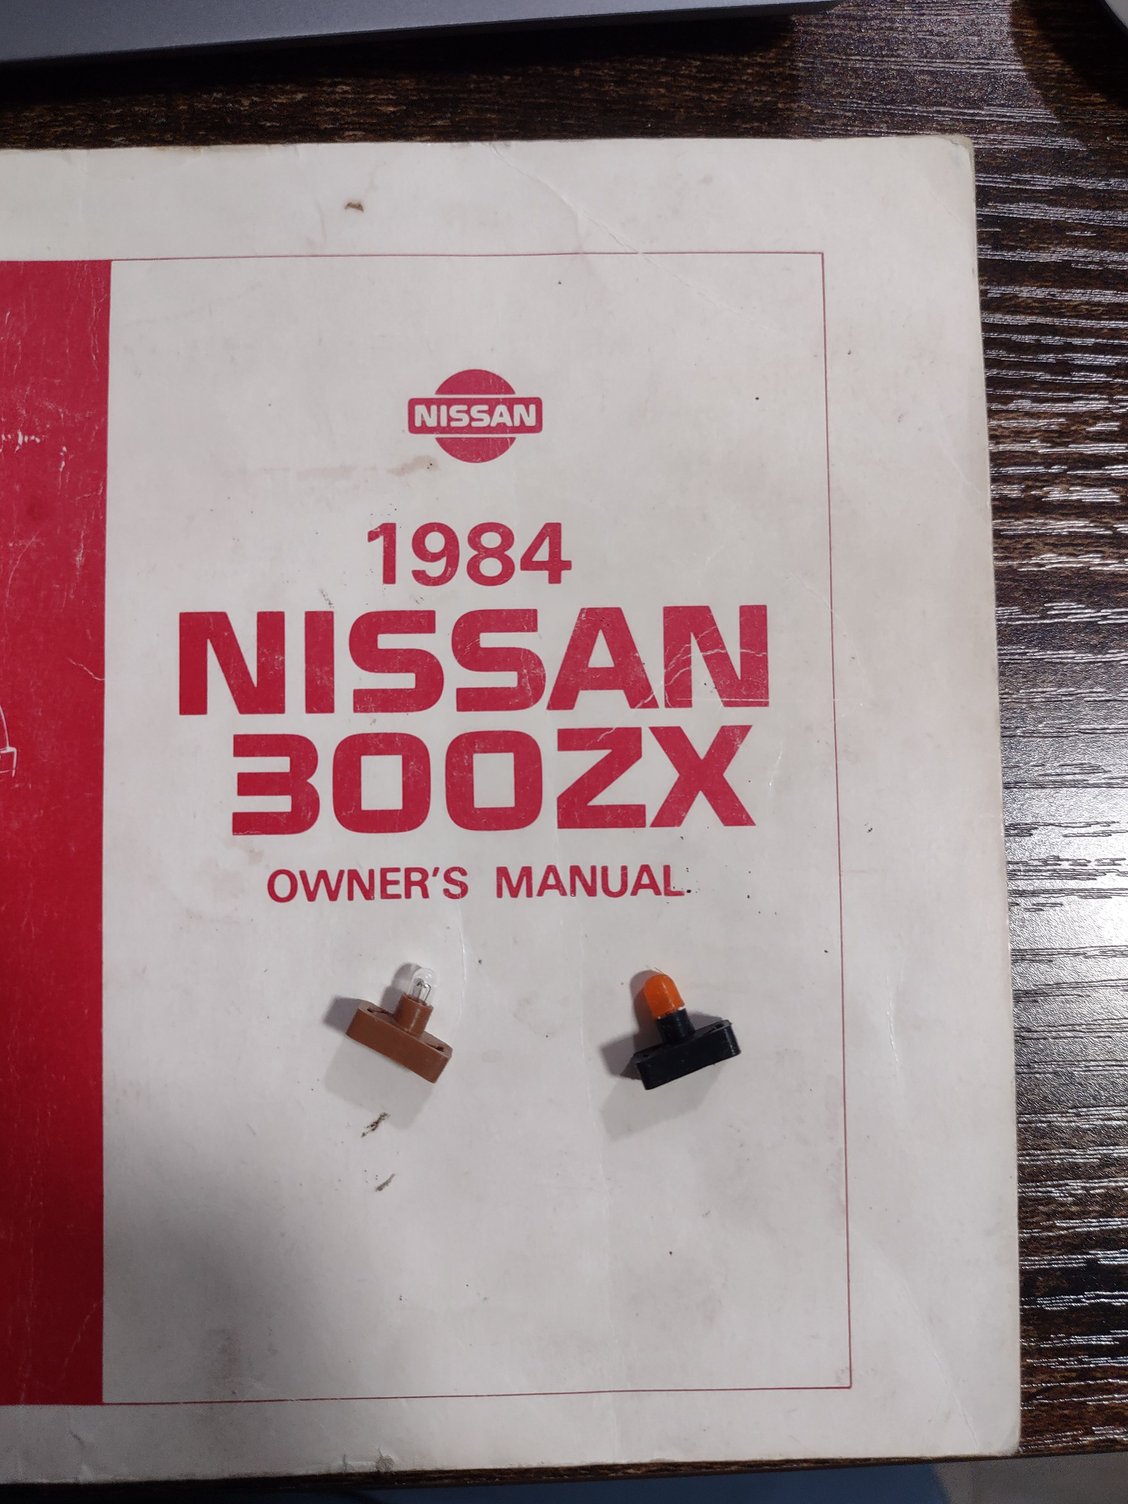 NISSAN
1984
NISSAN
300ZX
OWNER'S MANUAL